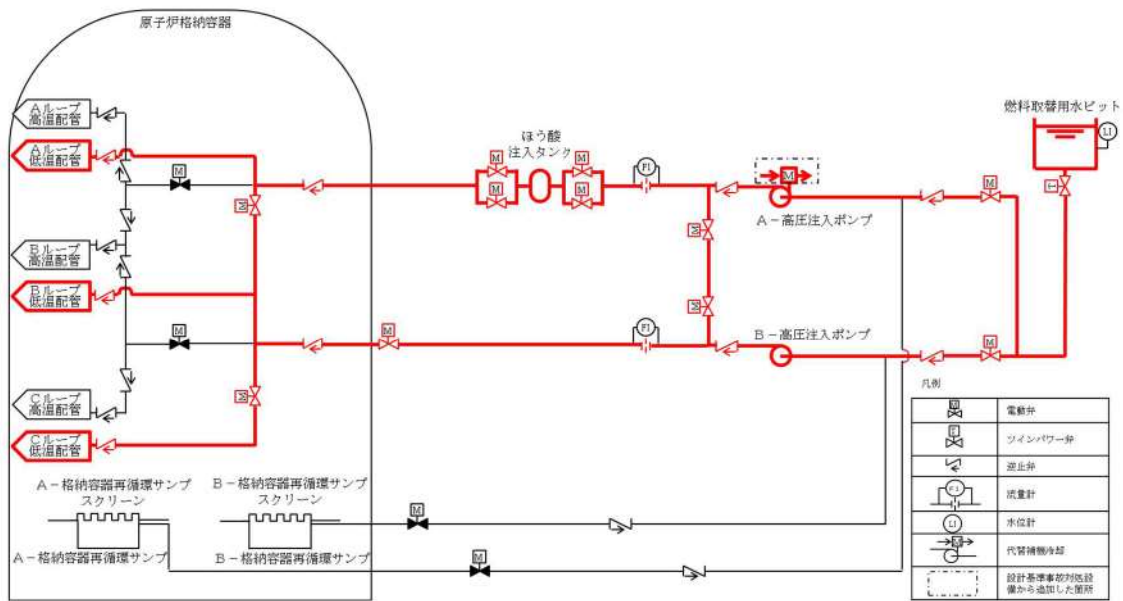 原子炉格納容器
Aループ
高温配管
Aループ
低温配管
Bループ
高温配管
Bループ
低温配管
Cループ
高温配管
Cループ
低温配管
M
M
M
M
M
ほう酸
注入タンク
M
M
M
M
FI
FI
M
M
M
A-高圧注入ポンプ
B-高圧注入ポンプ
M
M
燃料取替用水ピット
LI
T
A-格納容器再循環サンプ
スクリーン
A-格納容器再循環サンプ
B-格納容器再循環サンプ
スクリーン
B-格納容器再循環サンプ
M
M
凡例
M
電動弁
T
ツインパワー弁
逆止弁
FI
流量計
LI
水位計
M
代替補機冷却
設計基準事故対処設
備から追加した箇所